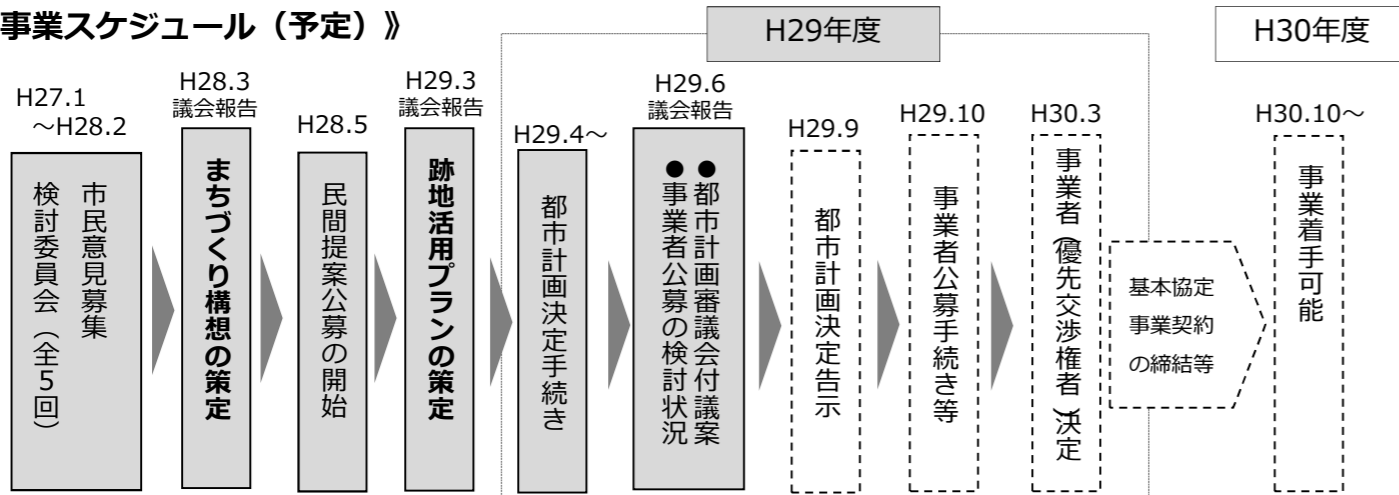 事業スケジュール（予定）》
H29年度
H30年度
H27.1
～H28.2
市民意見募集
検討委員会（全５回）
H28.3
議会報告
まちづくり構想の策定
H28.5
民間提案公募の開始
H29.3
議会報告
跡地活用プランの策定
H29.4～
都市計画決定手続き
H29.6
議会報告
●都市計画審議会付議案
●事業者公募の検討状況
H29.9
都市計画決定告示
H29.10
事業者公募手続き等
H30.3
事業者（優先交渉権者）決定
基本協定
事業契約
の締結等
H30.10～
事業着手可能